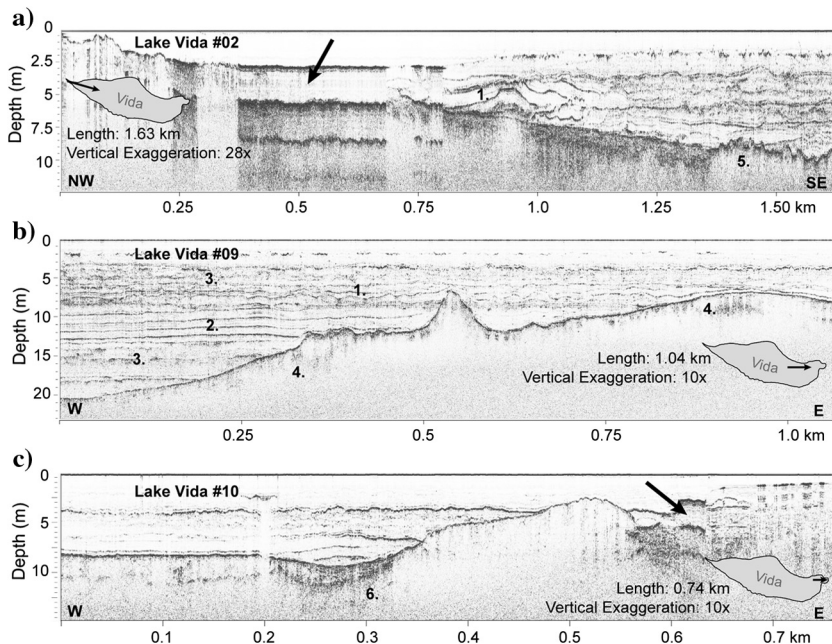 a)
0
Lake Vida #02
2.5
5
7.5
10
Depth (m)
Vida
1.
Length: 1.63 km
Vertical Exaggeration: 28x
5.
NW
SE
0.25
0.5
0.75
1.0
1.25
1.50 km
b)
0
Lake Vida #09
5
10
15
20
Depth (m)
3.
1.
2.
3.
4.
4.
Length: 1.04 km
Vertical Exaggeration: 10x
Vida
W
E
0.25
0.5
0.75
1.0 km
c)
0
Lake Vida #10
5
10
Depth (m)
6.
Length: 0.74 km
Vertical Exaggeration: 10x
Vida
W
E
0.1
0.2
0.3
0.4
0.5
0.6
0.7 km